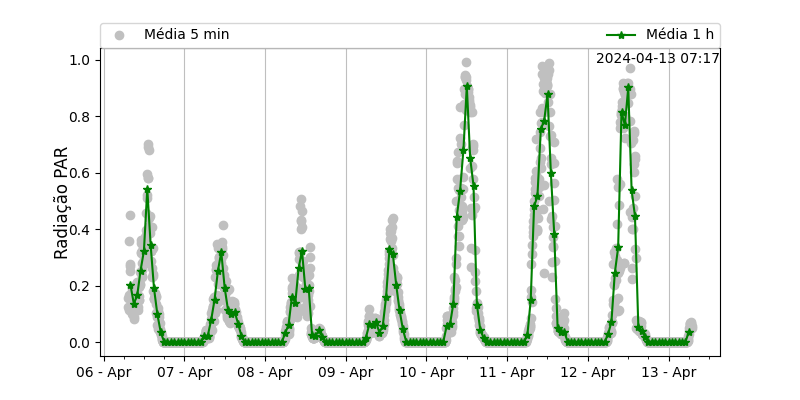 Média 5 min
Média 1 h
2024-04-13 07:17
1.0
0.8
0.6
0.4
0.2
0.0
Radiação PAR
06 - Apr
07 - Apr
08 - Apr
09 - Apr
10 - Apr
11 - Apr
12 - Apr
13 - Apr